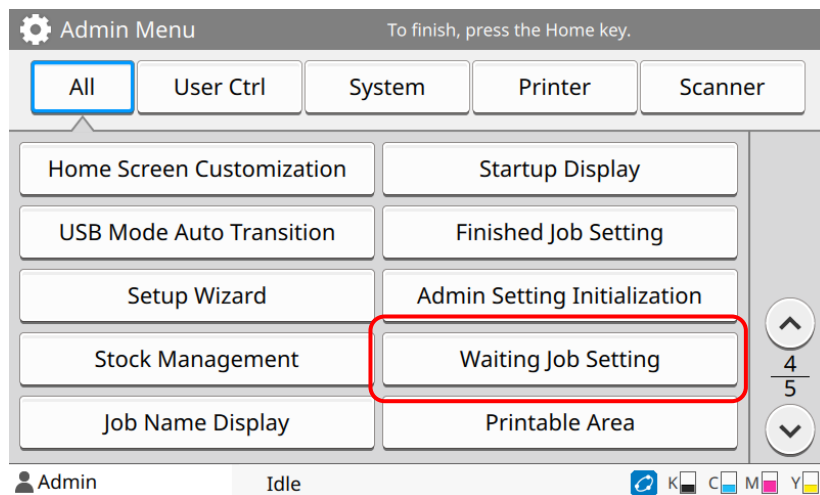 Admin Menu To finish, press the Home key.
All User Ctrl System Printer Scanner
Home Screen Customization Startup Display
USB Mode Auto Transition Finished Job Setting
Setup Wizard Admin Setting Initialization
Stock Management Waiting Job Setting
4
5
Job Name Display Printable Area
Admin Idle K C M Y